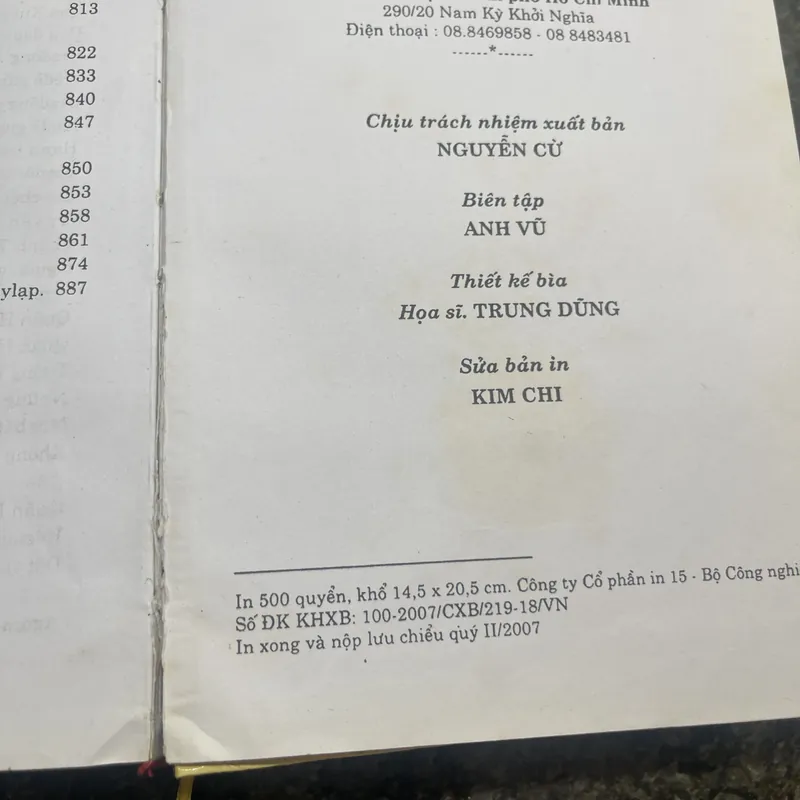 813
822
833
840
847
850
853
858
861
874
ylạp. 887
phố Hồ Chí Minh
290/20 Nam Kỳ Khởi Nghĩa
Điện thoại : 08.8469858 - 08 8483481
------*------
Chịu trách nhiệm xuất bản
NGUYỄN CỪ
Biên tập
ANH VŨ
Thiết kế bìa
Họa sĩ. TRUNG DŨNG
Sửa bản in
KIM CHI
In 500 quyển, khổ 14,5 x 20,5 cm. Công ty Cổ phần in 15 - Bộ Công nghi
Số ĐK KHXB: 100-2007/CXB/219-18/VN
In xong và nộp lưu chiểu quý II/2007